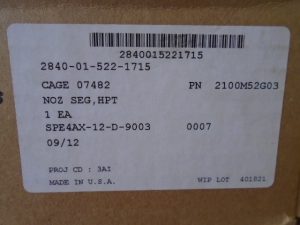 2840015221715
2840-01-522-1715
CAGE 07482 PN 2100M52G03
NOZ SEG,HPT
1 EA
SPE4AX-12-D-9003 0007
09/12
PROJ CD : 3AI
MADE IN U.S.A. WIP LOT 401821